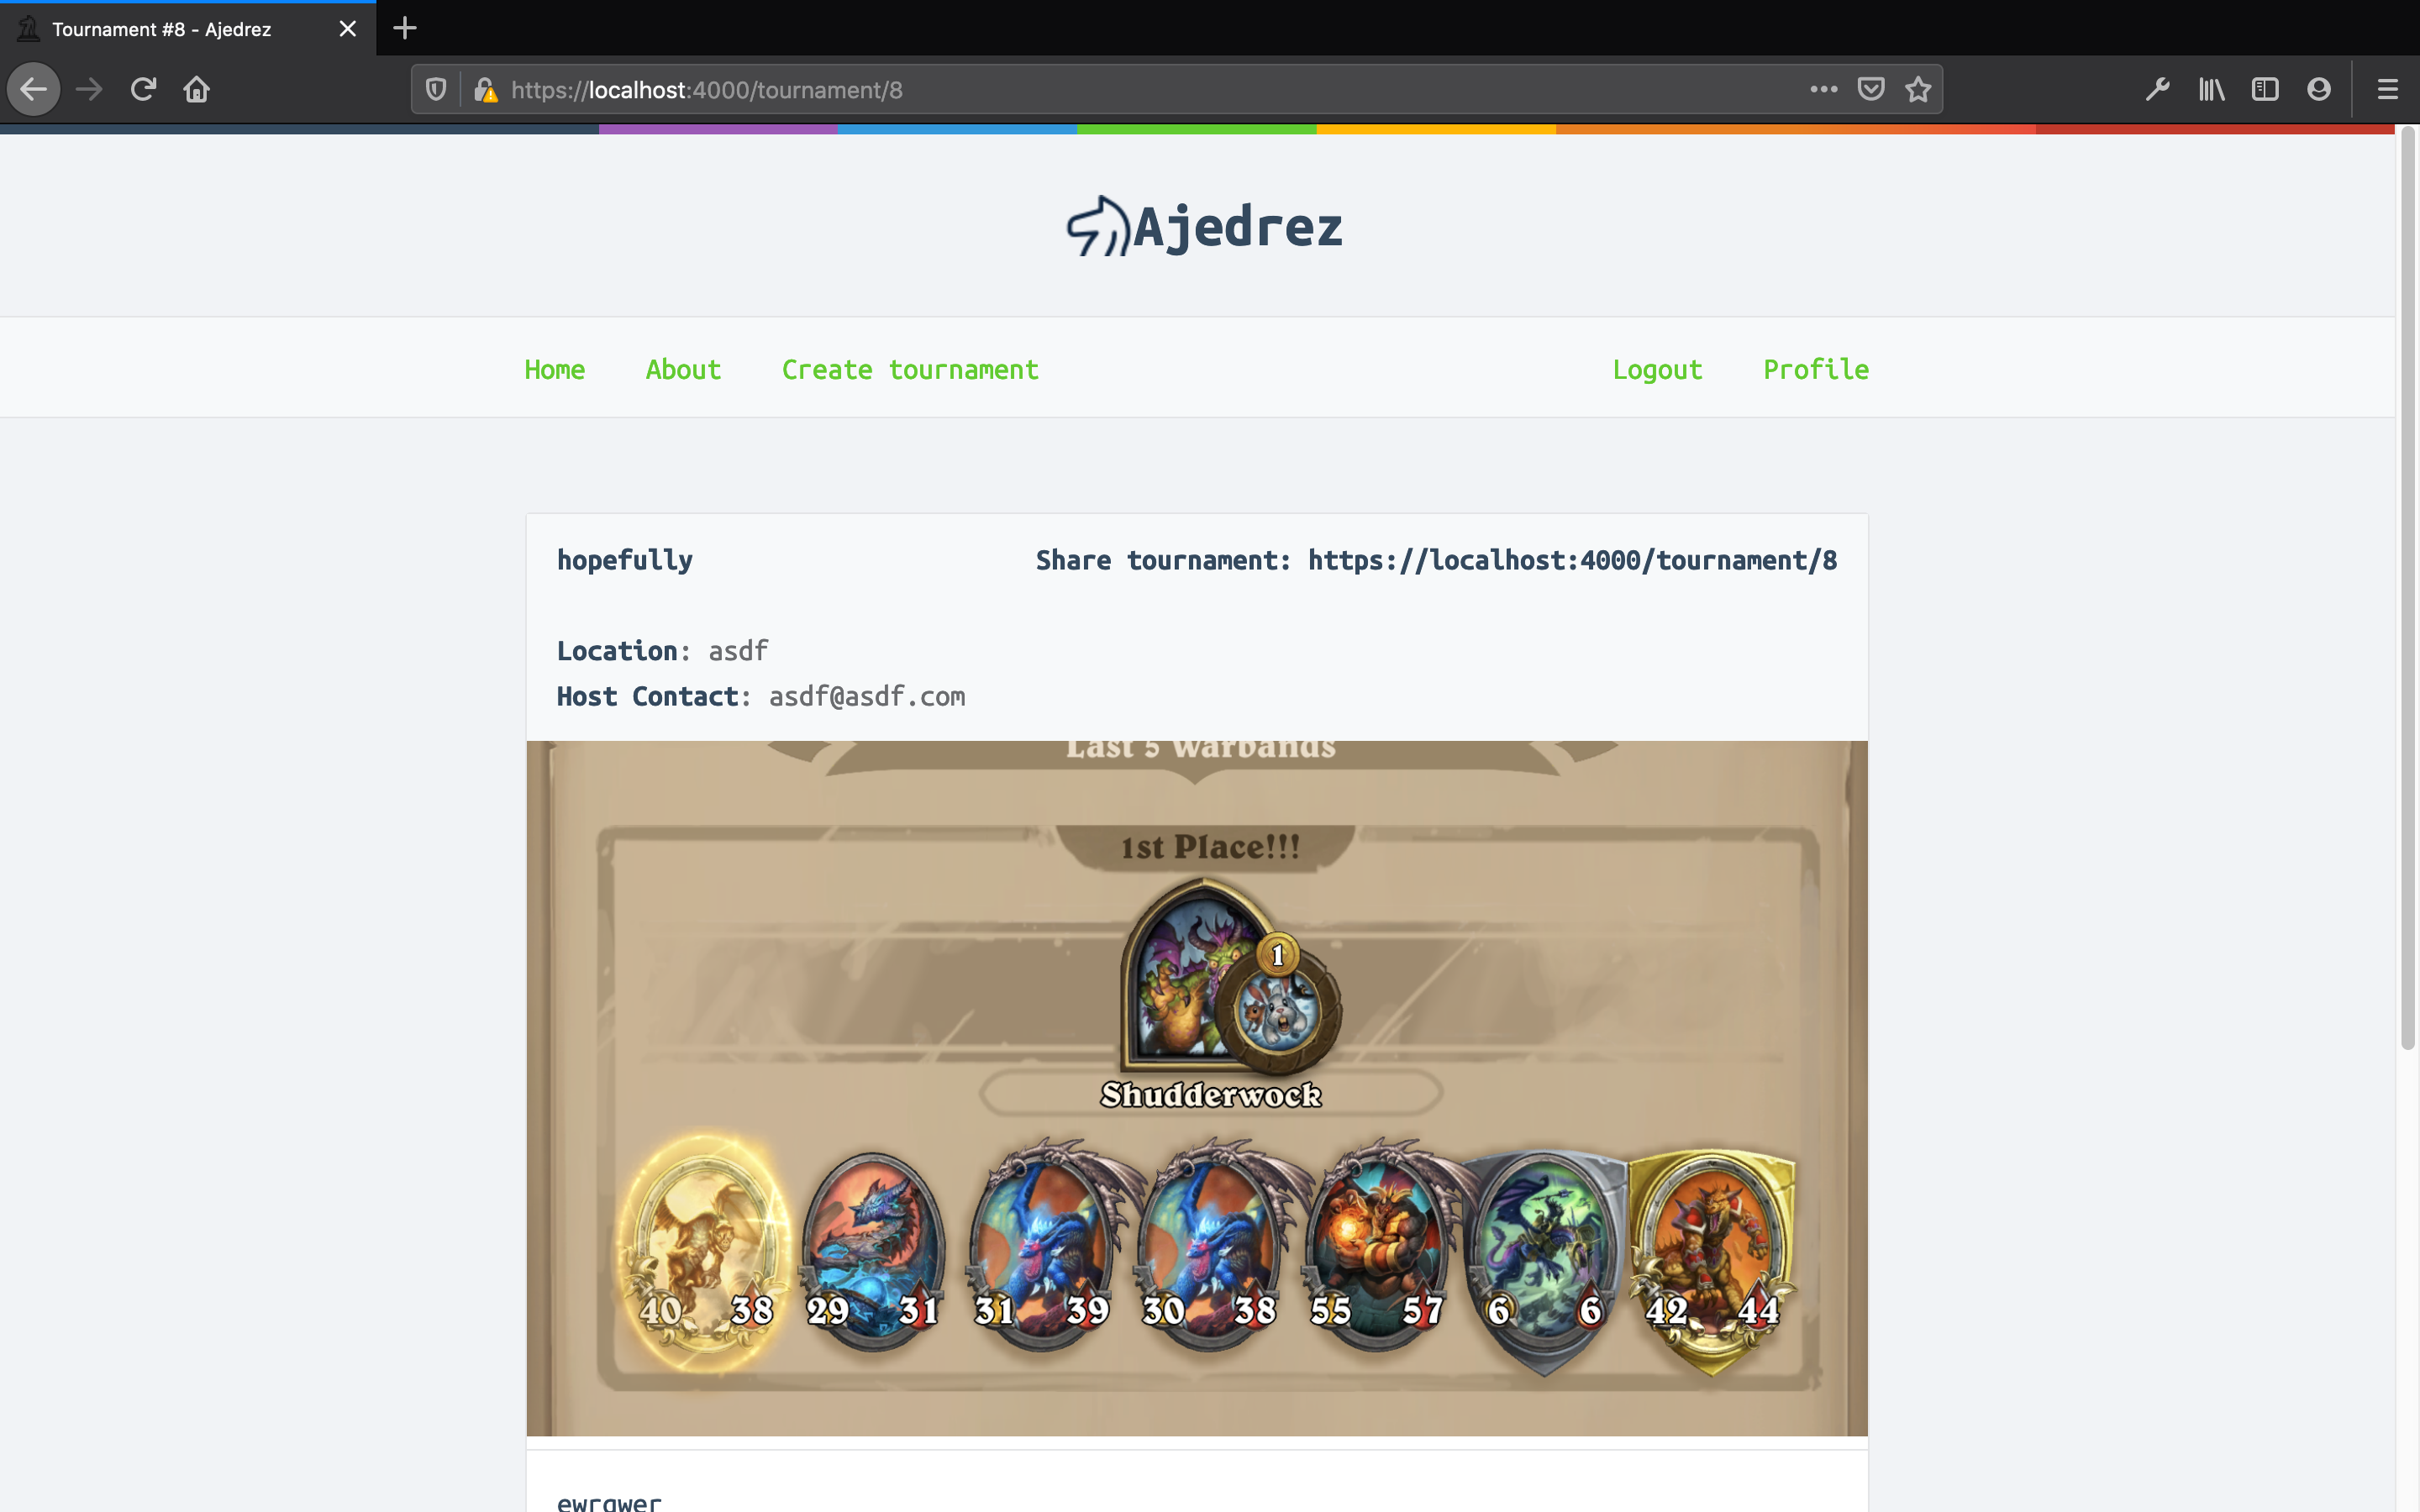 Tournament #8 - Ajedrez
https://localhost:4000/tournament/8
Ajedrez
Home About Create tournament Logout Profile
hopefully Share tournament: https://localhost:4000/tournament/8
Location: asdf
Host Contact: asdf@asdf.com
Last 5 Warbands
1st Place!!!
1
Shudderwock
40 38 29 31 31 39 30 38 55 57 6 6 42 44